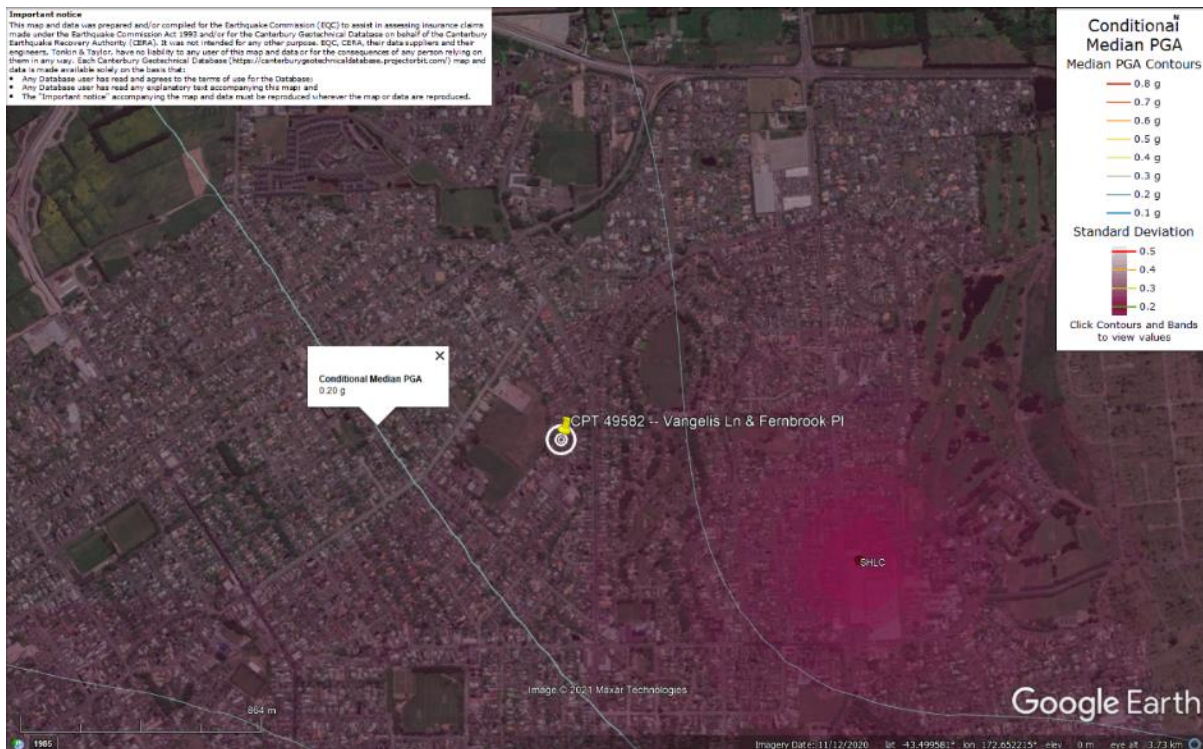 Important notice
This map and data was prepared and/or compiled for the Earthquake Commission (EQC) to assist in assessing insurance claims
made under the Earthquake Commission Act 1993 and/or for the Canterbury Geotechnical Database on behalf of the Canterbury
Earthquake Recovery Authority (CERA). It was not intended for any other purpose. EQC, CERA, their data suppliers and their
engineers, Tonkin & Taylor, have no liability to any user of this map and data or for the consequences of any person relying on
them in any way. Each Canterbury Geotechnical Database (https://canterburygeotechnicaldatabase.projectorbit.com/) map and
data is made available solely on the basis that:
• Any Database user has read and agrees to the terms of use for the Database;
• Any Database user has read any explanatory text accompanying this map; and
• The "Important notice" accompanying the map and data must be reproduced wherever the map or data are reproduced.
N
Conditional
Median PGA
Median PGA Contours
0.8 g
0.7 g
0.6 g
0.5 g
0.4 g
0.3 g
0.2 g
0.1 g
Standard Deviation
0.5
0.4
0.3
0.2
Click Contours and Bands
to view values
Conditional Median PGA
0.20 g
CPT 49582 -- Vangelis Ln & Fernbrook Pl
SHLC
Image © 2021 Maxar Technologies
864 m
Google Earth
1985
Imagery Date: 11/12/2020 lat -43.499581° lon 172.652215° elev 0 m eye alt 3.73 km